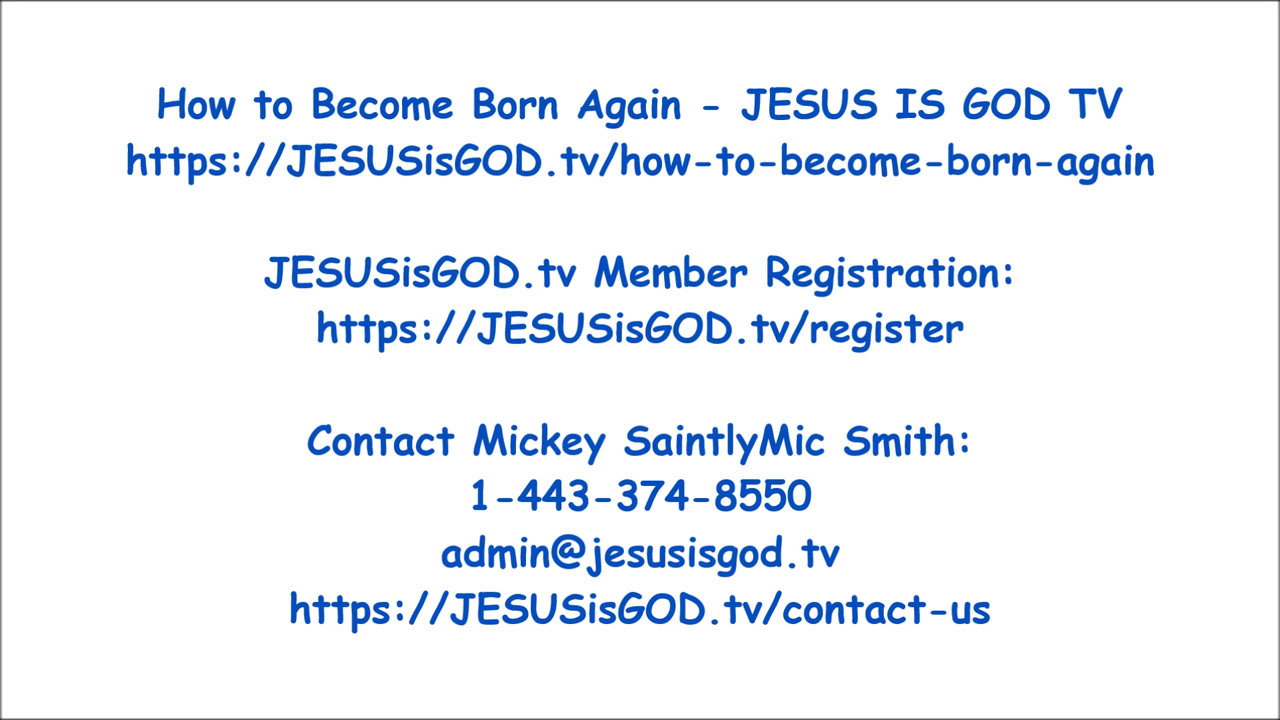 How to Become Born Again - JESUS IS GOD TV
https://JESUSisGOD.tv/how-to-become-born-again
JESUSisGOD.tv Member Registration:
https://JESUSisGOD.tv/register
Contact Mickey SaintlyMic Smith:
1-443-374-8550
admin@jesusisgod.tv
https://JESUSisGOD.tv/contact-us